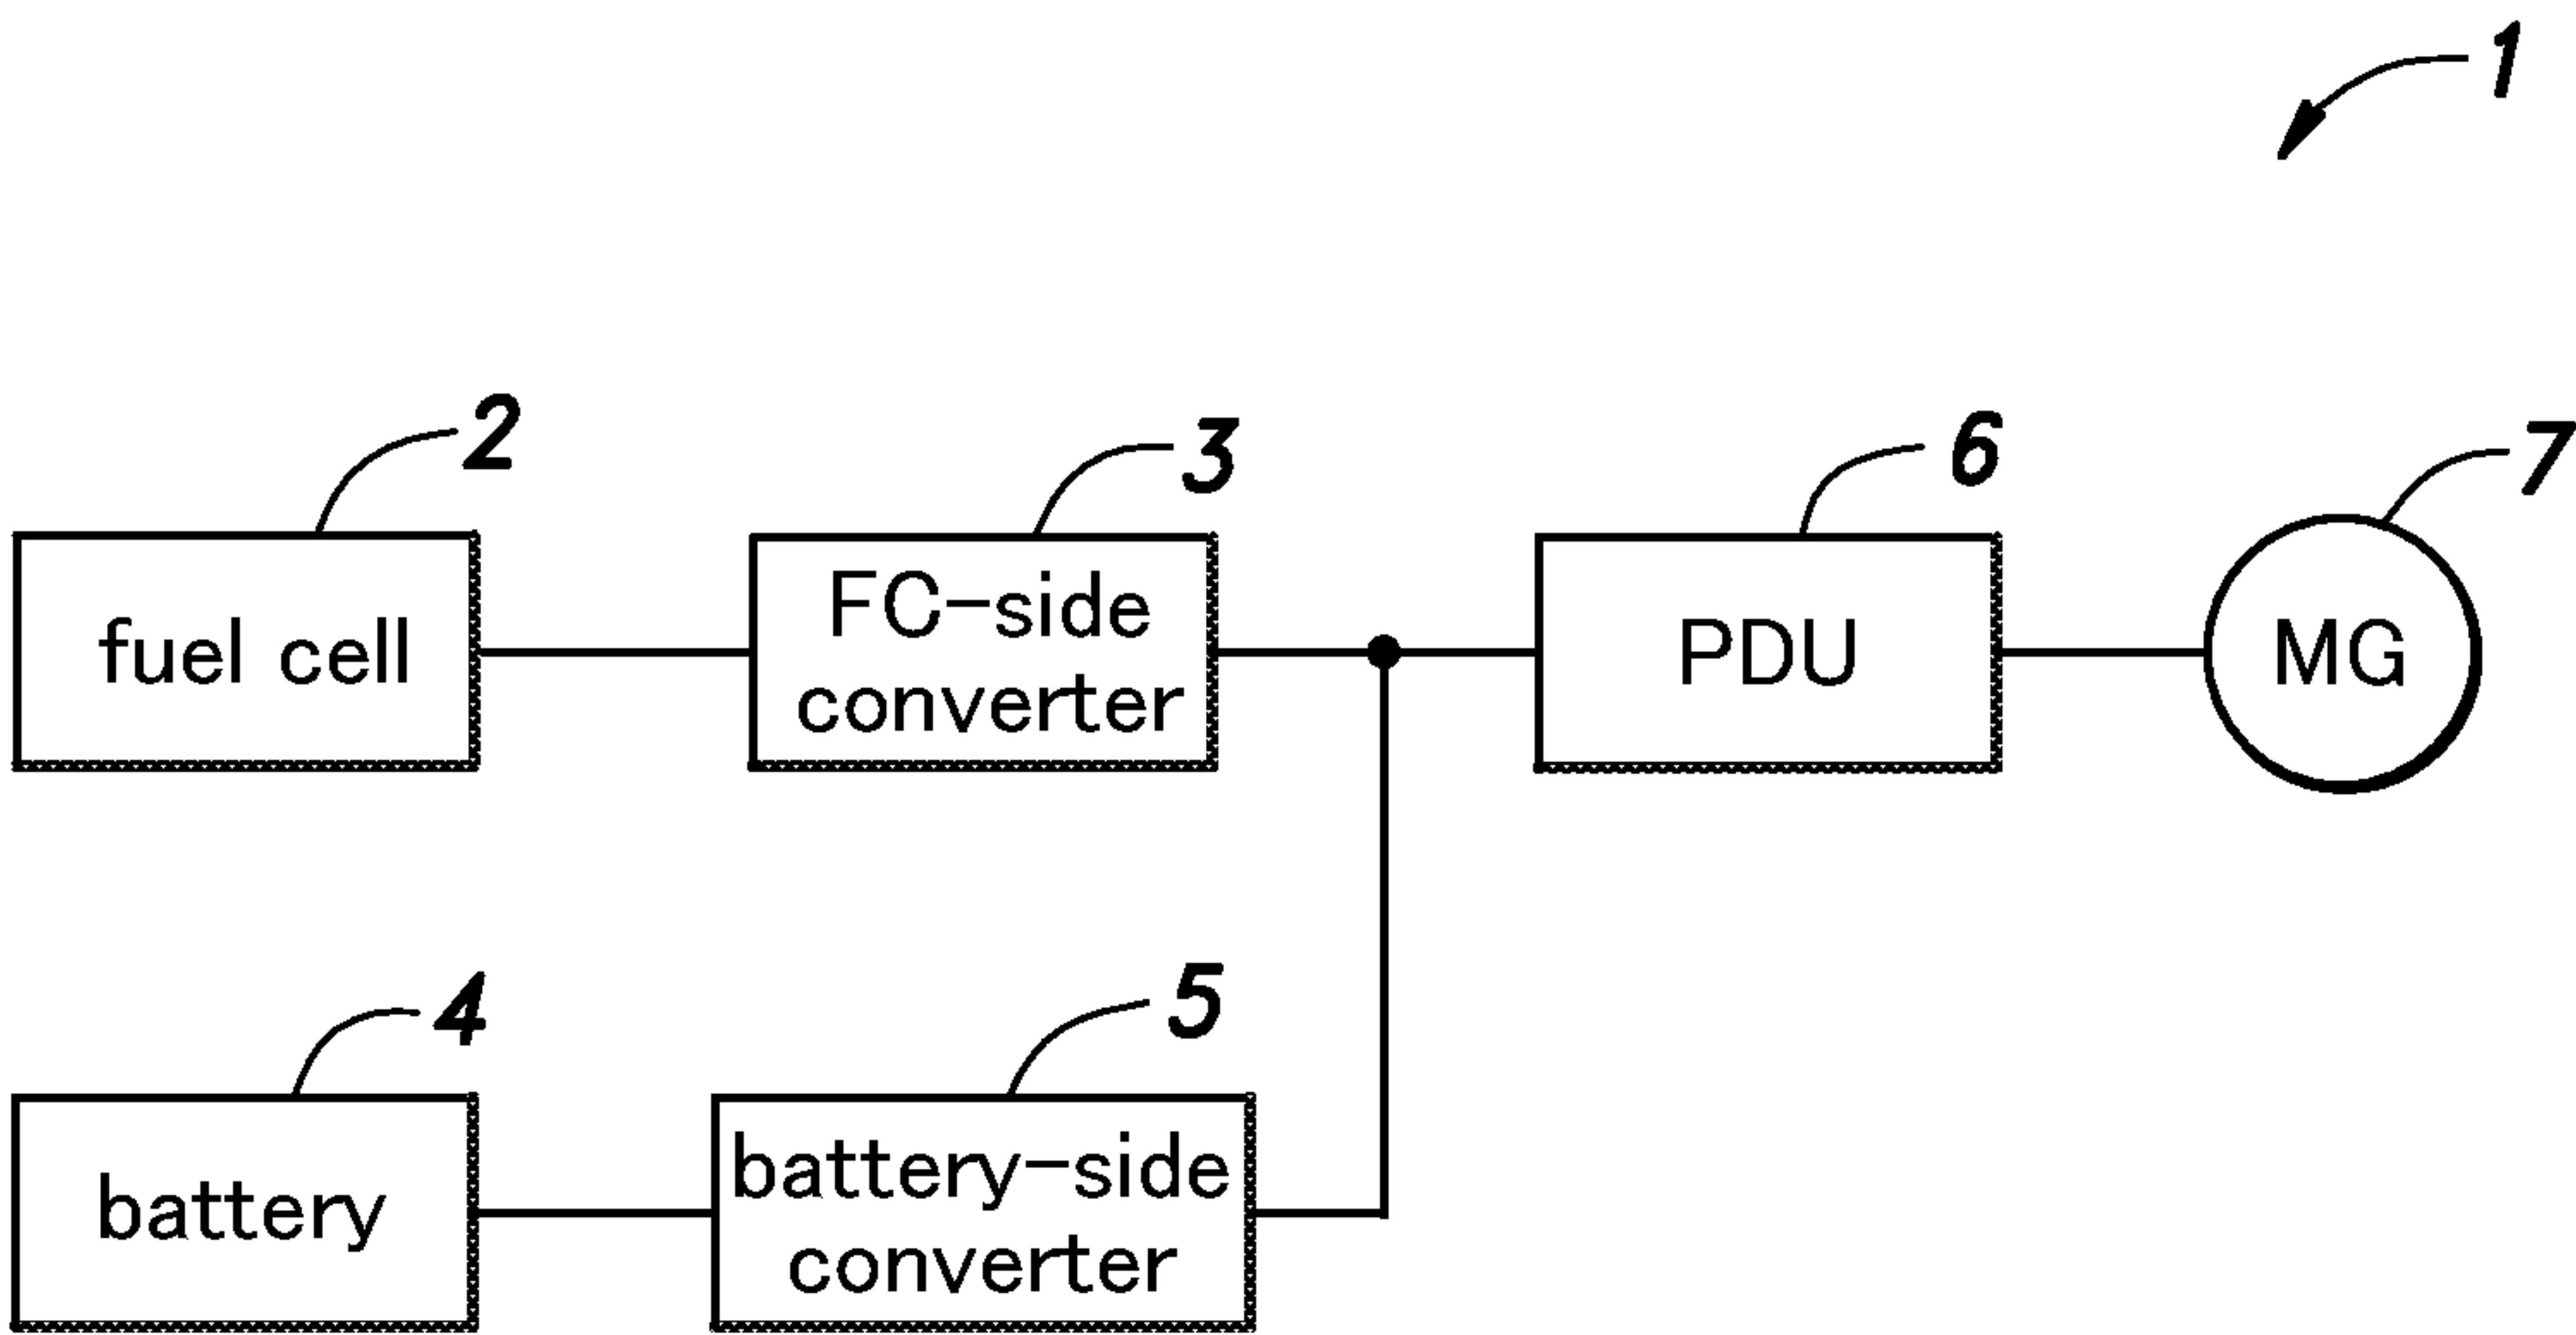 1
2
3
6
7
fuel cell
FC-side
converter
PDU
MG
4
5
battery
battery-side
converter